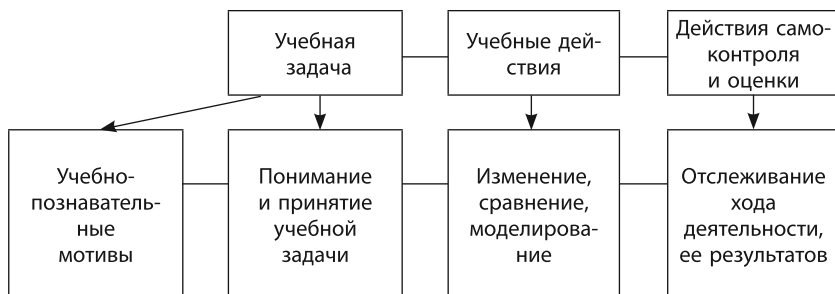 Учебная
задача
Учебные дей-
ствия
Действия само-
контроля
и оценки
Учебно-
познаватель-
ные
мотивы
Понимание
и принятие
учебной
задачи
Изменение,
сравнение,
моделирова-
ние
Отслеживание
хода
деятельности,
ее результатов